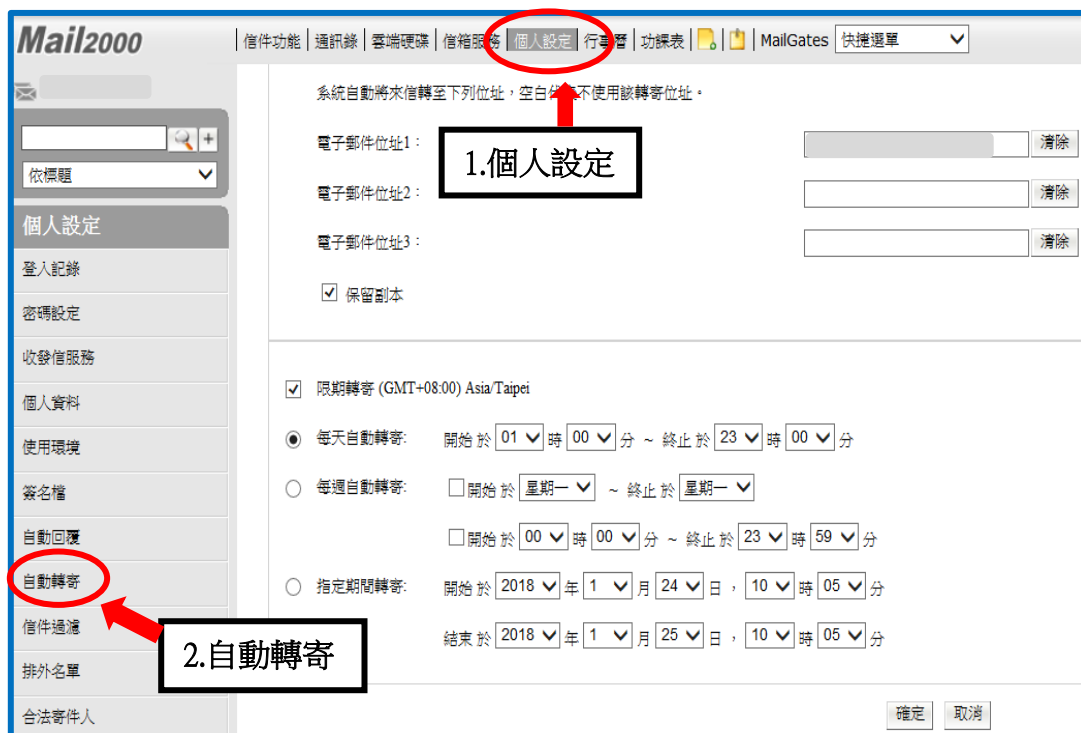 Mail2000
信件功能 | 通訊錄 | 雲端硬碟 | 信箱服務 | 個人設定 | 行事曆 | 功課表 | | MailGates 快捷選單
系統自動將來信轉至下列位址，空白代表不使用該轉寄位址。
電子郵件位址1： 清除
1.個人設定
依標題
電子郵件位址2： 清除
個人設定
電子郵件位址3： 清除
登入記錄
保留副本
密碼設定
收發信服務
限期轉寄 (GMT+08:00) Asia/Taipei
個人資料
每天自動轉寄: 開始 於 01 時 00 分 ~ 終止 於 23 時 00 分
使用環境
每週自動轉寄: 開始 於 星期一 ~ 終止 於 星期一
簽名檔
開始 於 00 時 00 分 ~ 終止 於 23 時 59 分
自動回覆
自動轉寄
指定期間轉寄: 開始 於 2018 年 1 月 24 日，10 時 05 分
信件過濾
結束 於 2018 年 1 月 25 日，10 時 05 分
2.自動轉寄
排外名單
合法寄件人
確定 取消